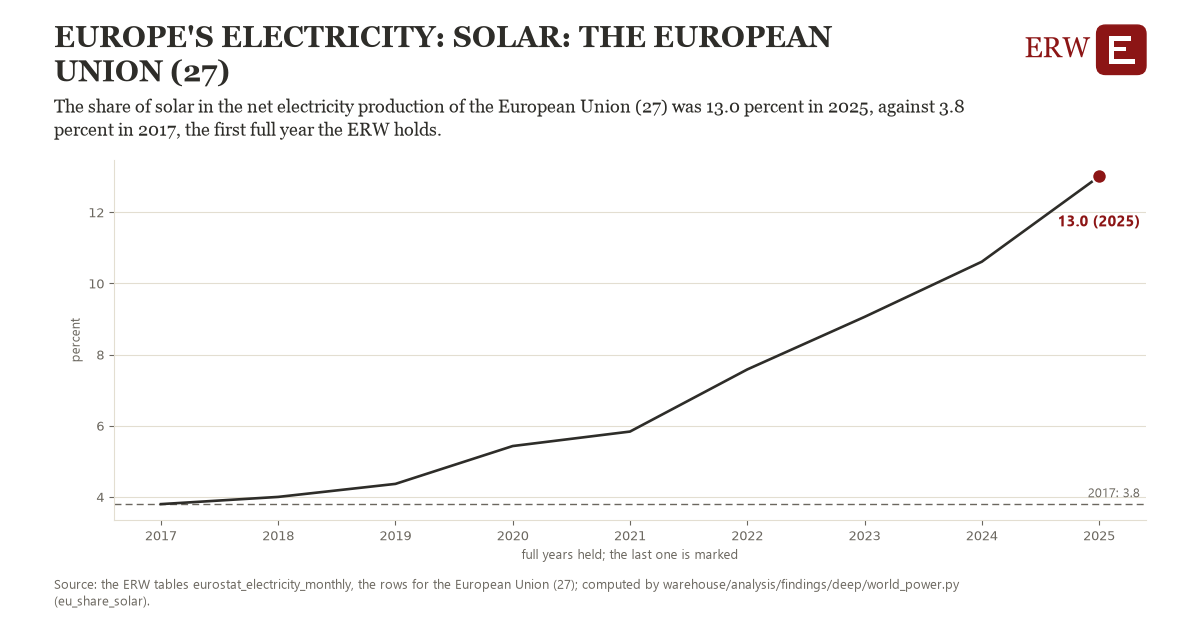 EUROPE'S ELECTRICITY: SOLAR: THE EUROPEAN
UNION (27)
ERW E
The share of solar in the net electricity production of the European Union (27) was 13.0 percent in 2025, against 3.8
percent in 2017, the first full year the ERW holds.
percent
12
10
8
6
4
13.0 (2025)
2017: 3.8
2017 2018 2019 2020 2021 2022 2023 2024 2025
full years held; the last one is marked
Source: the ERW tables eurostat_electricity_monthly, the rows for the European Union (27); computed by warehouse/analysis/findings/deep/world_power.py
(eu_share_solar).